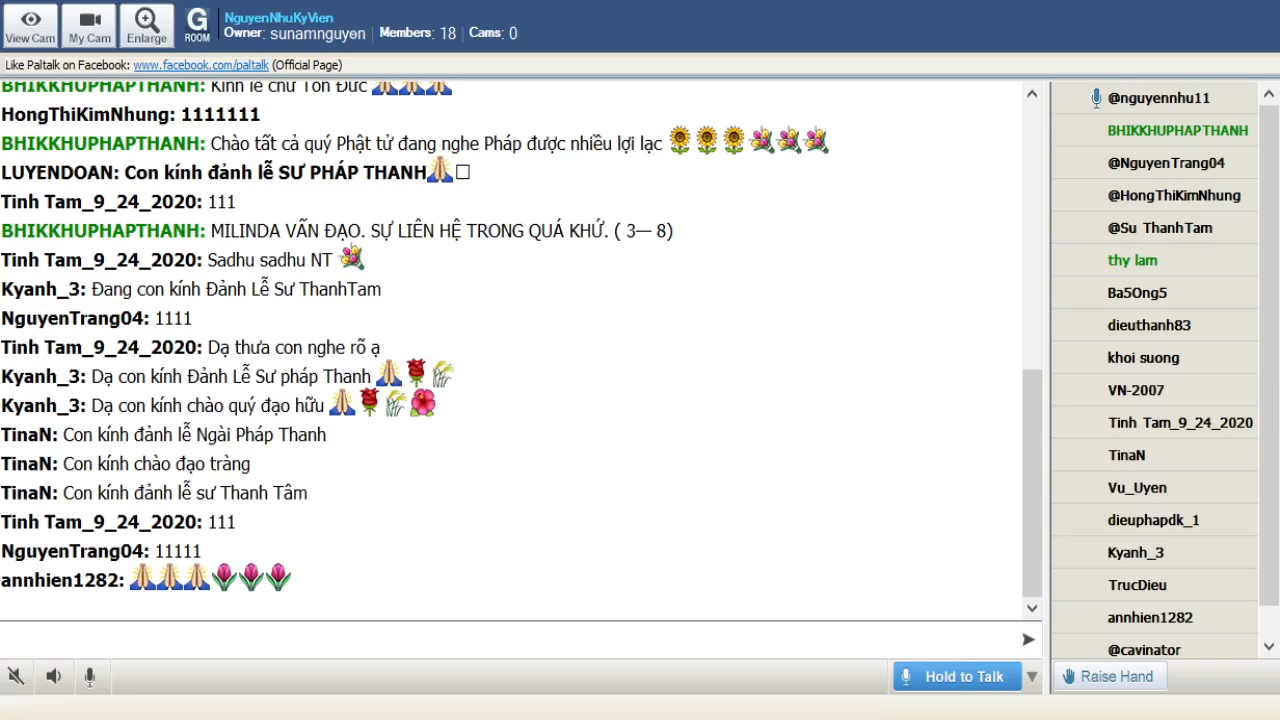 View Cam
My Cam
Enlarge
G
ROOM
NguyenNhuKyVien
Owner: sunamnguyen | Members: 18 | Cams: 0
Like Paltalk on Facebook: www.facebook.com/paltalk (Official Page)
BHIKKHUPHAPTHANH: Kính lễ chư Tôn Đức
HongThiKimNhung: 1111111
BHIKKHUPHAPTHANH: Chào tất cả quý Phật tử đang nghe Pháp được nhiều lợi lạc
LUYENDOAN: Con kính đảnh lễ SƯ PHÁP THANH
Tinh Tam_9_24_2020: 111
BHIKKHUPHAPTHANH: MILINDA VẤN ĐẠO. SỰ LIÊN HỆ TRONG QUÁ KHỨ. ( 3— 8)
Tinh Tam_9_24_2020: Sadhu sadhu NT
Kyanh_3: Đang con kính Đảnh Lễ Sư ThanhTam
NguyenTrang04: 1111
Tinh Tam_9_24_2020: Dạ thưa con nghe rõ ạ
Kyanh_3: Dạ con kính Đảnh Lễ Sư pháp Thanh
Kyanh_3: Dạ con kính chào quý đạo hữu
TinaN: Con kính đảnh lễ Ngài Pháp Thanh
TinaN: Con kính chào đạo tràng
TinaN: Con kính đảnh lễ sư Thanh Tâm
Tinh Tam_9_24_2020: 111
NguyenTrang04: 11111
annhien1282:
@nguyennhu11
BHIKKHUPHAPTHANH
@NguyenTrang04
@HongThiKimNhung
@Su ThanhTam
thy lam
Ba5Ong5
dieuthanh83
khoi suong
VN-2007
Tinh Tam_9_24_2020
TinaN
Vu_Uyen
dieuphapdk_1
Kyanh_3
TrucDieu
annhien1282
@cavinator
Hold to Talk
Raise Hand